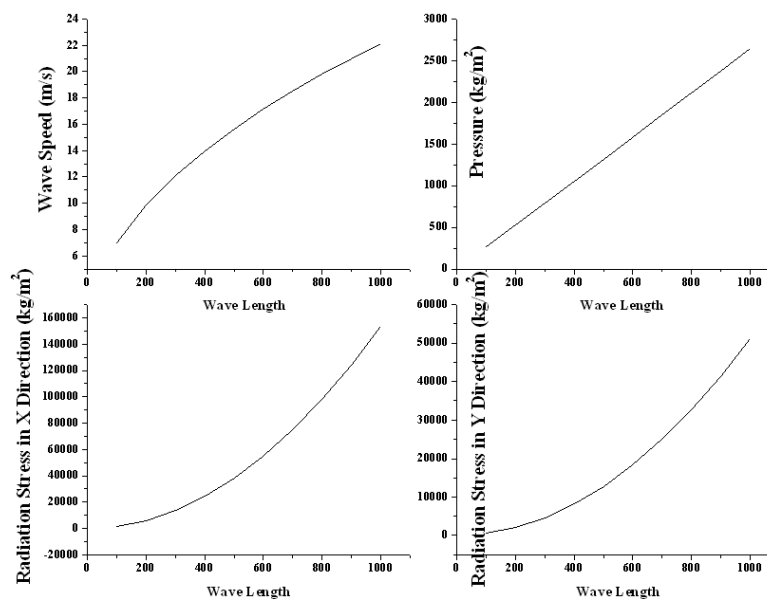 Wave Speed (m/s)
24
22
20
18
16
14
12
10
8
6
0 200 400 600 800 1000
Wave Length
Pressure (kg/m²)
3000
2500
2000
1500
1000
500
0
0 200 400 600 800 1000
Wave Length
Radiation Stress in X Direction (kg/m²)
160000
140000
120000
100000
80000
60000
40000
20000
0
-20000
0 200 400 600 800 1000
Wave Length
Radiation Stress in Y Direction (kg/m²)
60000
50000
40000
30000
20000
10000
0
0 200 400 600 800 1000
Wave Length